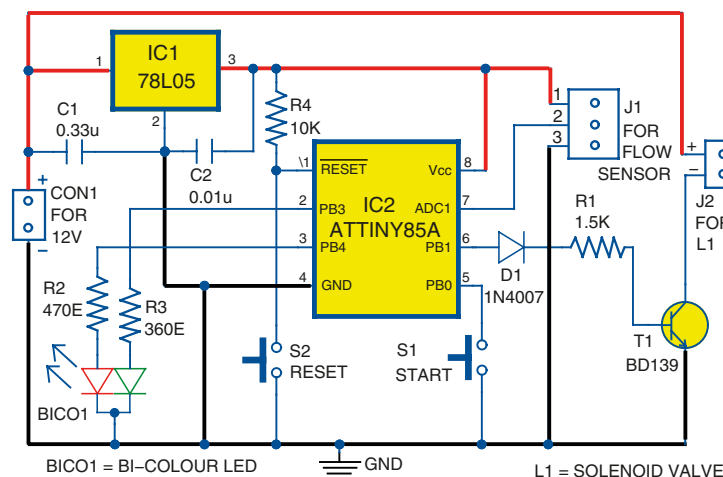 IC1
78L05
1
3
2
C1
0.33u
C2
0.01u
R4
10K
CON1
FOR
12V
+
−
\1
RESET
2
PB3
3
PB4
4
GND
IC2
ATTINY85A
Vcc
8
ADC1
7
PB1
6
PB0
5
1
2
3
J1
FOR
FLOW
SENSOR
+
−
J2
FOR
L1
R1
1.5K
D1
1N4007
T1
BD139
R2
470E
R3
360E
BICO1
S2
RESET
S1
START
BICO1 = BI–COLOUR LED
GND
L1 = SOLENOID VALVE